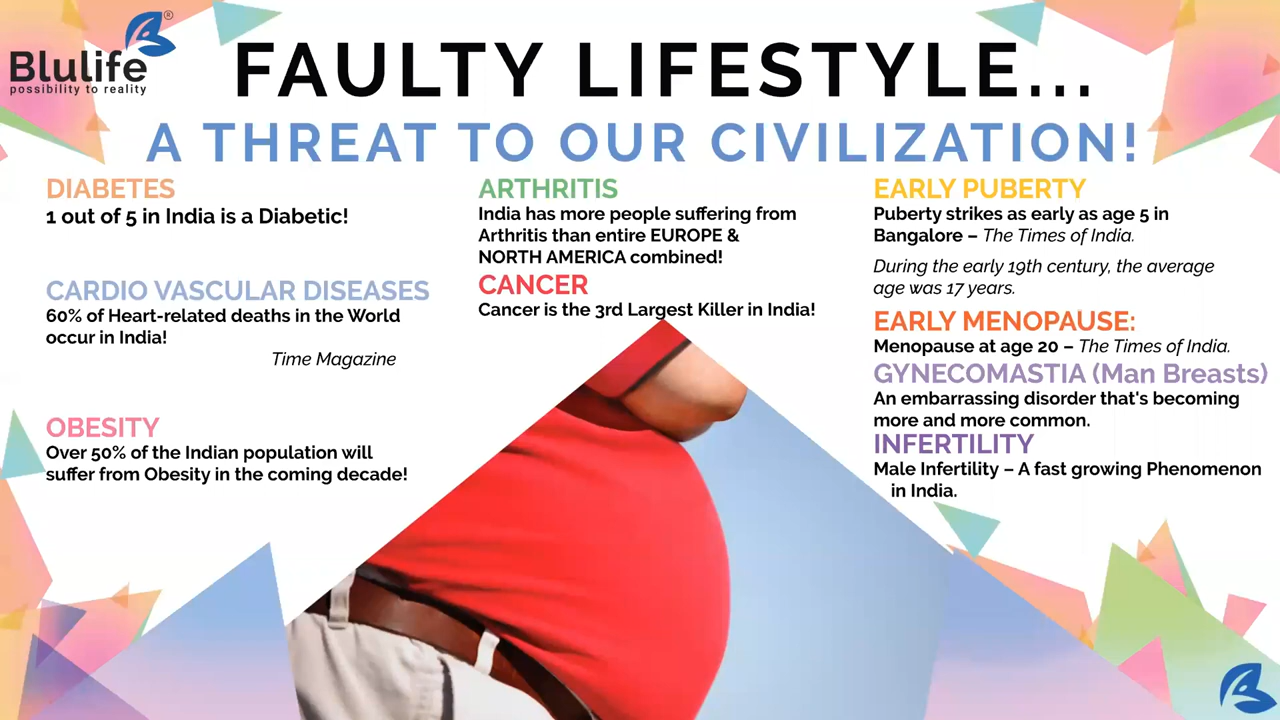 Blulife®
possibility to reality
FAULTY LIFESTYLE...
A THREAT TO OUR CIVILIZATION!
DIABETES
1 out of 5 in India is a Diabetic!
CARDIO VASCULAR DISEASES
60% of Heart-related deaths in the World
occur in India!
Time Magazine
OBESITY
Over 50% of the Indian population will
suffer from Obesity in the coming decade!
ARTHRITIS
India has more people suffering from
Arthritis than entire EUROPE &
NORTH AMERICA combined!
CANCER
Cancer is the 3rd Largest Killer in India!
EARLY PUBERTY
Puberty strikes as early as age 5 in
Bangalore – The Times of India.
During the early 19th century, the average
age was 17 years.
EARLY MENOPAUSE:
Menopause at age 20 – The Times of India.
GYNECOMASTIA (Man Breasts)
An embarrassing disorder that's becoming
more and more common.
INFERTILITY
Male Infertility – A fast growing Phenomenon
in India.